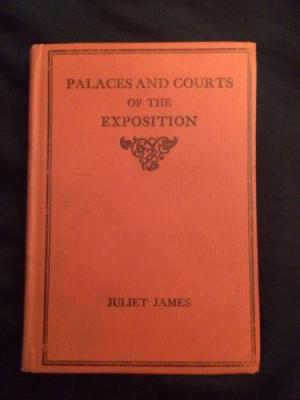 PALACES AND COURTS
OF THE
EXPOSITION
JULIET JAMES